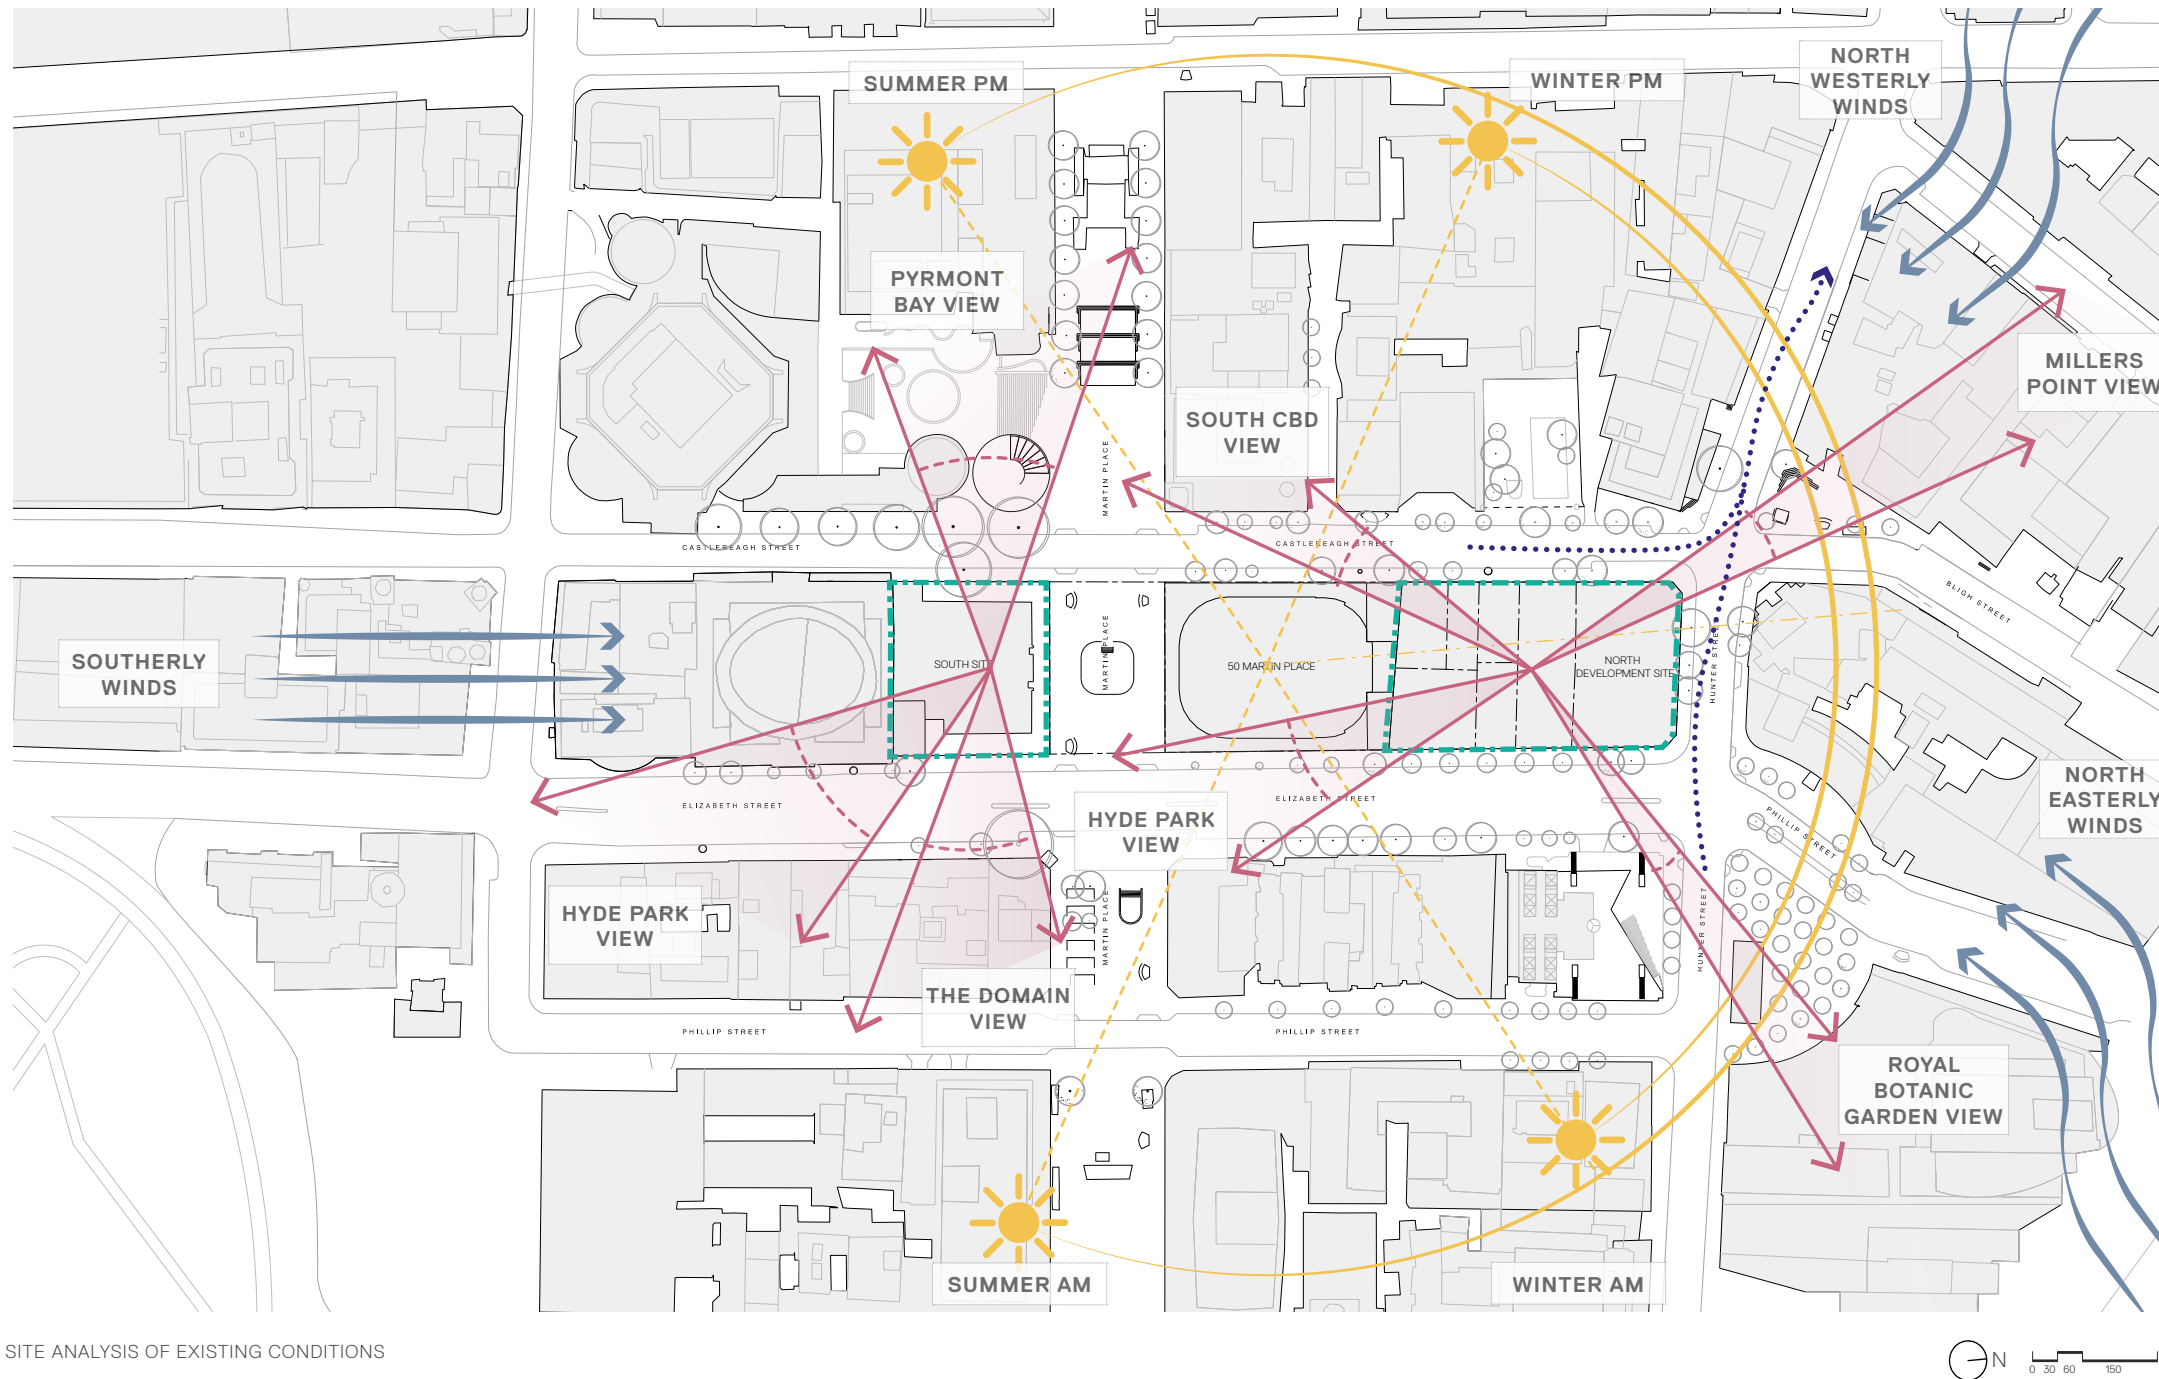 SUMMER PM
WINTER PM
NORTH
WESTERLY
WINDS
PYRMONT
BAY VIEW
MILLERS
POINT VIEW
SOUTH CBD
VIEW
MARTIN PLACE
CASTLEREAGH STREET
CASTLEREAGH STREET
BLIGH STREET
SOUTHERLY
WINDS
SOUTH SITE
MARTIN PLACE
50 MARTIN PLACE
NORTH
DEVELOPMENT SITE
HUNTER STREET
ELIZABETH STREET
ELIZABETH STREET
NORTH
EASTERLY
WINDS
HYDE PARK
VIEW
PHILLIP STREET
HYDE PARK
VIEW
MARTIN PLACE
HUNTER STREET
THE DOMAIN
VIEW
PHILLIP STREET
PHILLIP STREET
ROYAL
BOTANIC
GARDEN VIEW
SUMMER AM
WINTER AM
SITE ANALYSIS OF EXISTING CONDITIONS
N
0 30 60 150